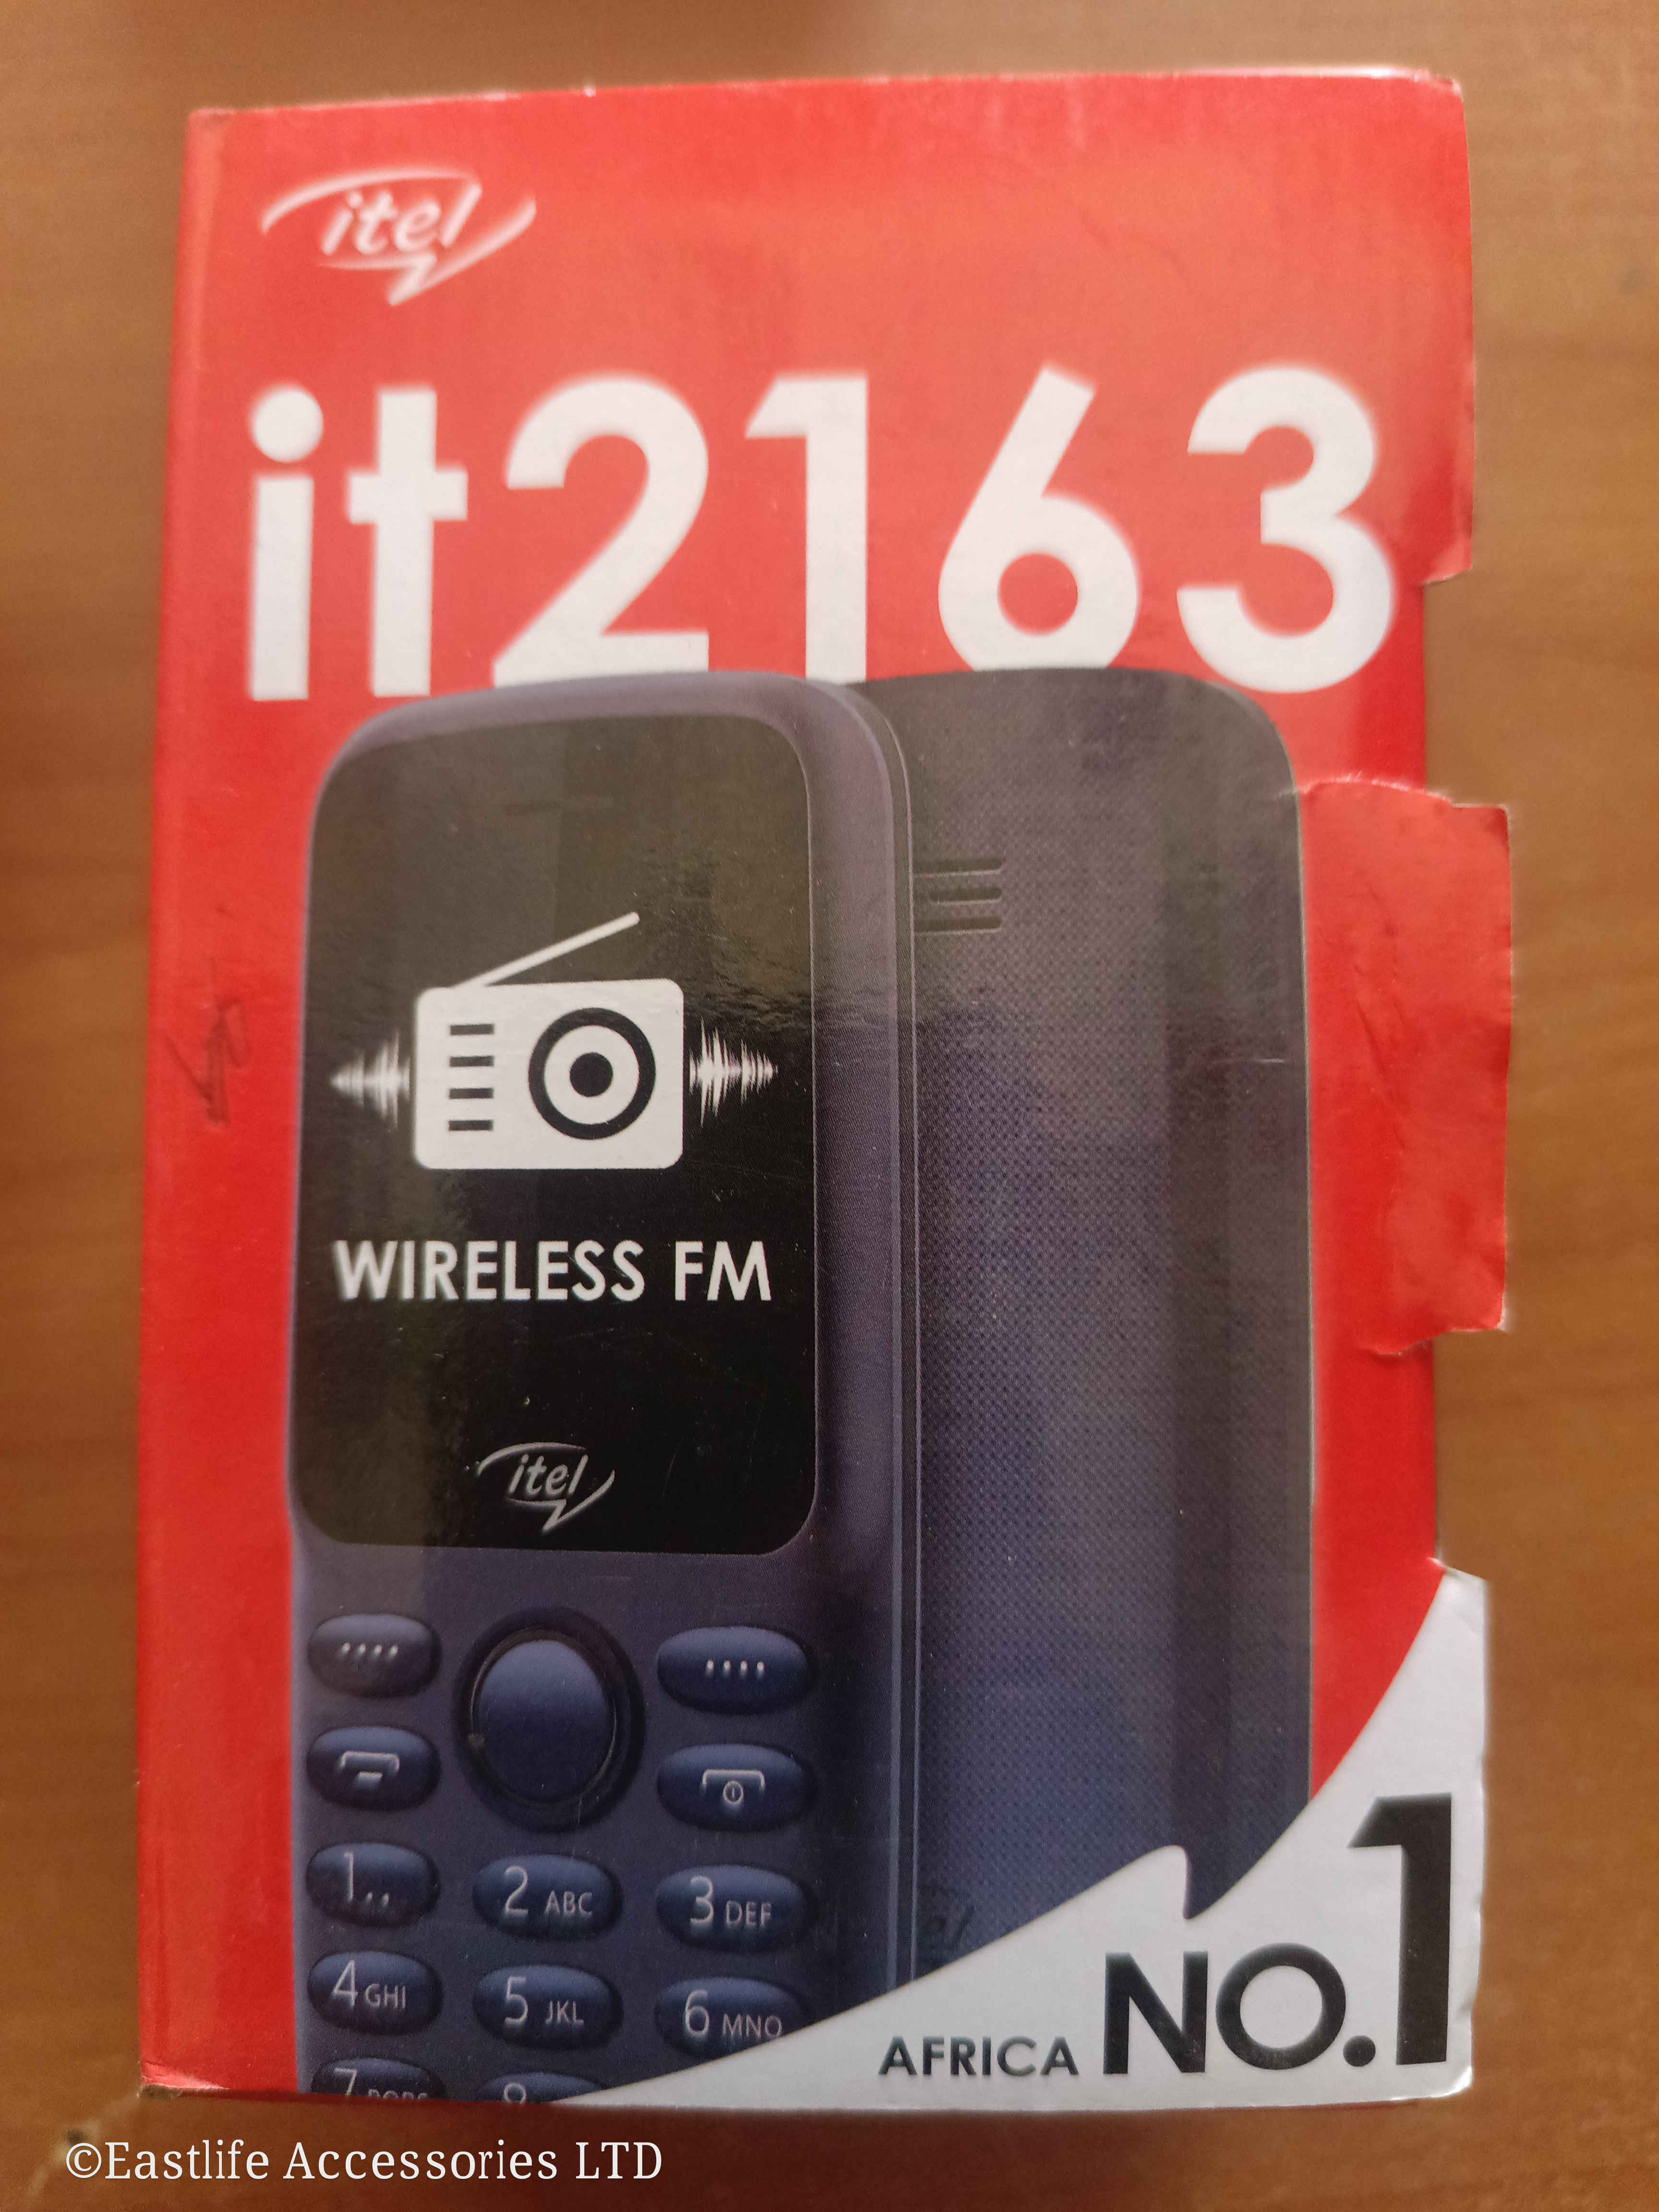 itel
it2163
WIRELESS FM
itel
1
2 ABC
3 DEF
4 GHI
5 JKL
6 MNO
AFRICA NO.1
©Eastlife Accessories LTD